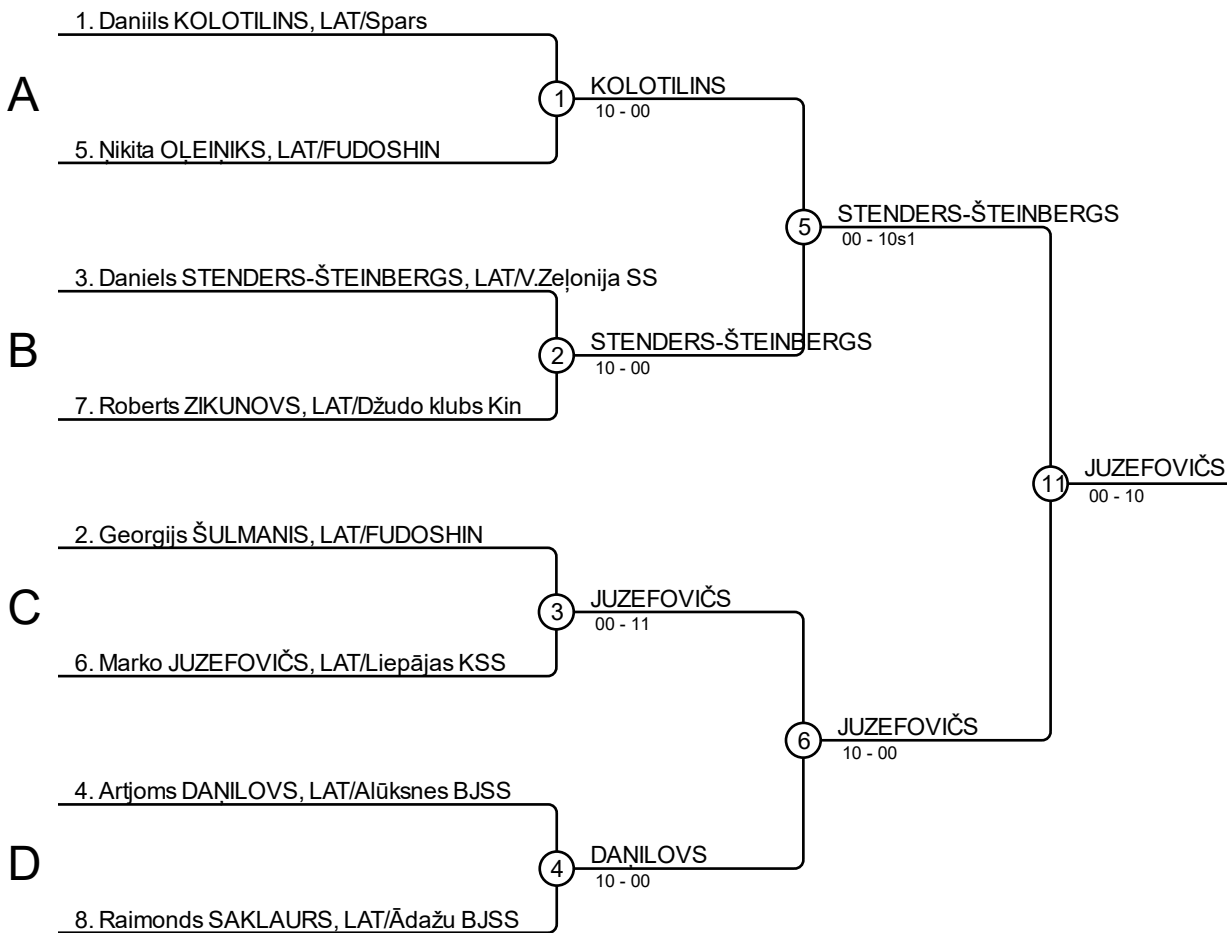 1. Daniils KOLOTILINS, LAT/Spars
A
1
KOLOTILINS
10 - 00
5. Ņikita OĻEIŅIKS, LAT/FUDOSHIN
5
STENDERS-ŠTEINBERGS
00 - 10s1
3. Daniels STENDERS-ŠTEINBERGS, LAT/V.Zeļonija SS
B
2
STENDERS-ŠTEINBERGS
10 - 00
7. Roberts ZIKUNOVS, LAT/Džudo klubs Kin
11
JUZEFOVIČS
00 - 10
2. Georgijs ŠULMANIS, LAT/FUDOSHIN
C
3
JUZEFOVIČS
00 - 11
6. Marko JUZEFOVIČS, LAT/Liepājas KSS
6
JUZEFOVIČS
10 - 00
4. Artjoms DAŅILOVS, LAT/Alūksnes BJSS
D
4
DAŅILOVS
10 - 00
8. Raimonds SAKLAURS, LAT/Ādažu BJSS